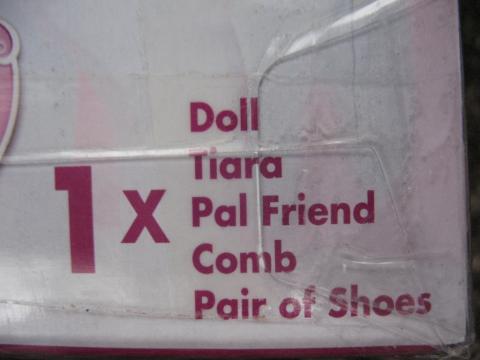 1 x
Doll
Tiara
Pal Friend
Comb
Pair of Shoes